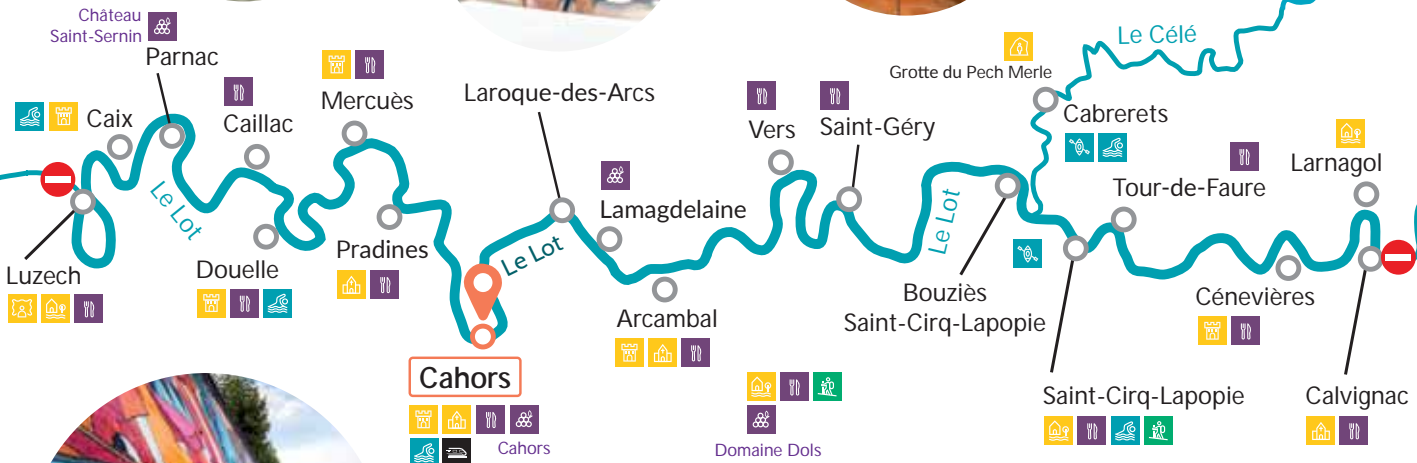 Château
Saint-Sernin
Parnac
Caix
Caillac
Mercuès
Laroque-des-Arcs
Vers
Saint-Géry
Le Célé
Grotte du Pech Merle
Cabrerets
Larnagol
Tour-de-Faure
Le Lot
Lamagdelaine
Le Lot
Le Lot
Luzech
Douelle
Pradines
Arcambal
Bouziès
Saint-Cirq-Lapopie
Cénevières
Cahors
Saint-Cirq-Lapopie
Calvignac
Cahors
Domaine Dols